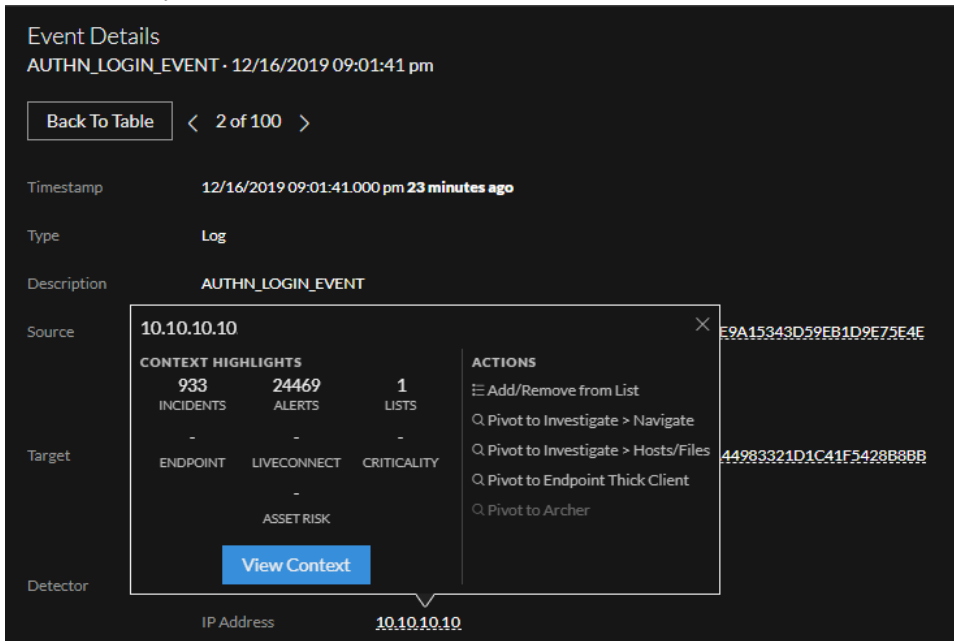 Event Details
AUTHN_LOGIN_EVENT · 12/16/2019 09:01:41 pm
Back To Table < 2 of 100 >
Timestamp 12/16/2019 09:01:41.000 pm 23 minutes ago
Type Log
Description AUTHN_LOGIN_EVENT
Source E9A15343D59EB1D9E75E4E
Target 44983321D1C41F5428B8BB
Detector
10.10.10.10
CONTEXT HIGHLIGHTS
933 24469 1
INCIDENTS ALERTS LISTS
- - -
ENDPOINT LIVECONNECT CRITICALITY
-
ASSET RISK
View Context
ACTIONS
Add/Remove from List
Pivot to Investigate > Navigate
Pivot to Investigate > Hosts/Files
Pivot to Endpoint Thick Client
Pivot to Archer
IP Address 10.10.10.10